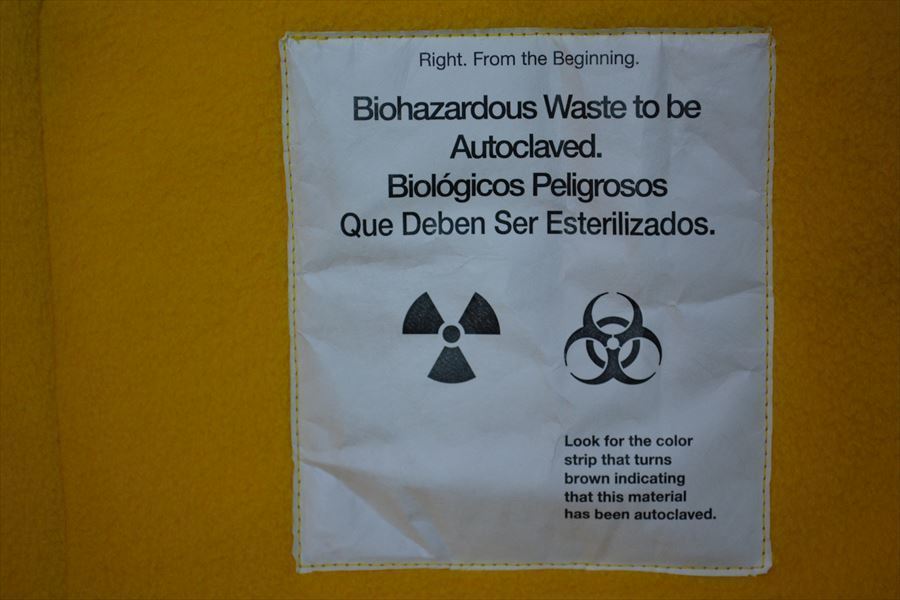 Right. From the Beginning.
Biohazardous Waste to be
Autoclaved.
Biológicos Peligrosos
Que Deben Ser Esterilizados.
Look for the color
strip that turns
brown indicating
that this material
has been autoclaved.